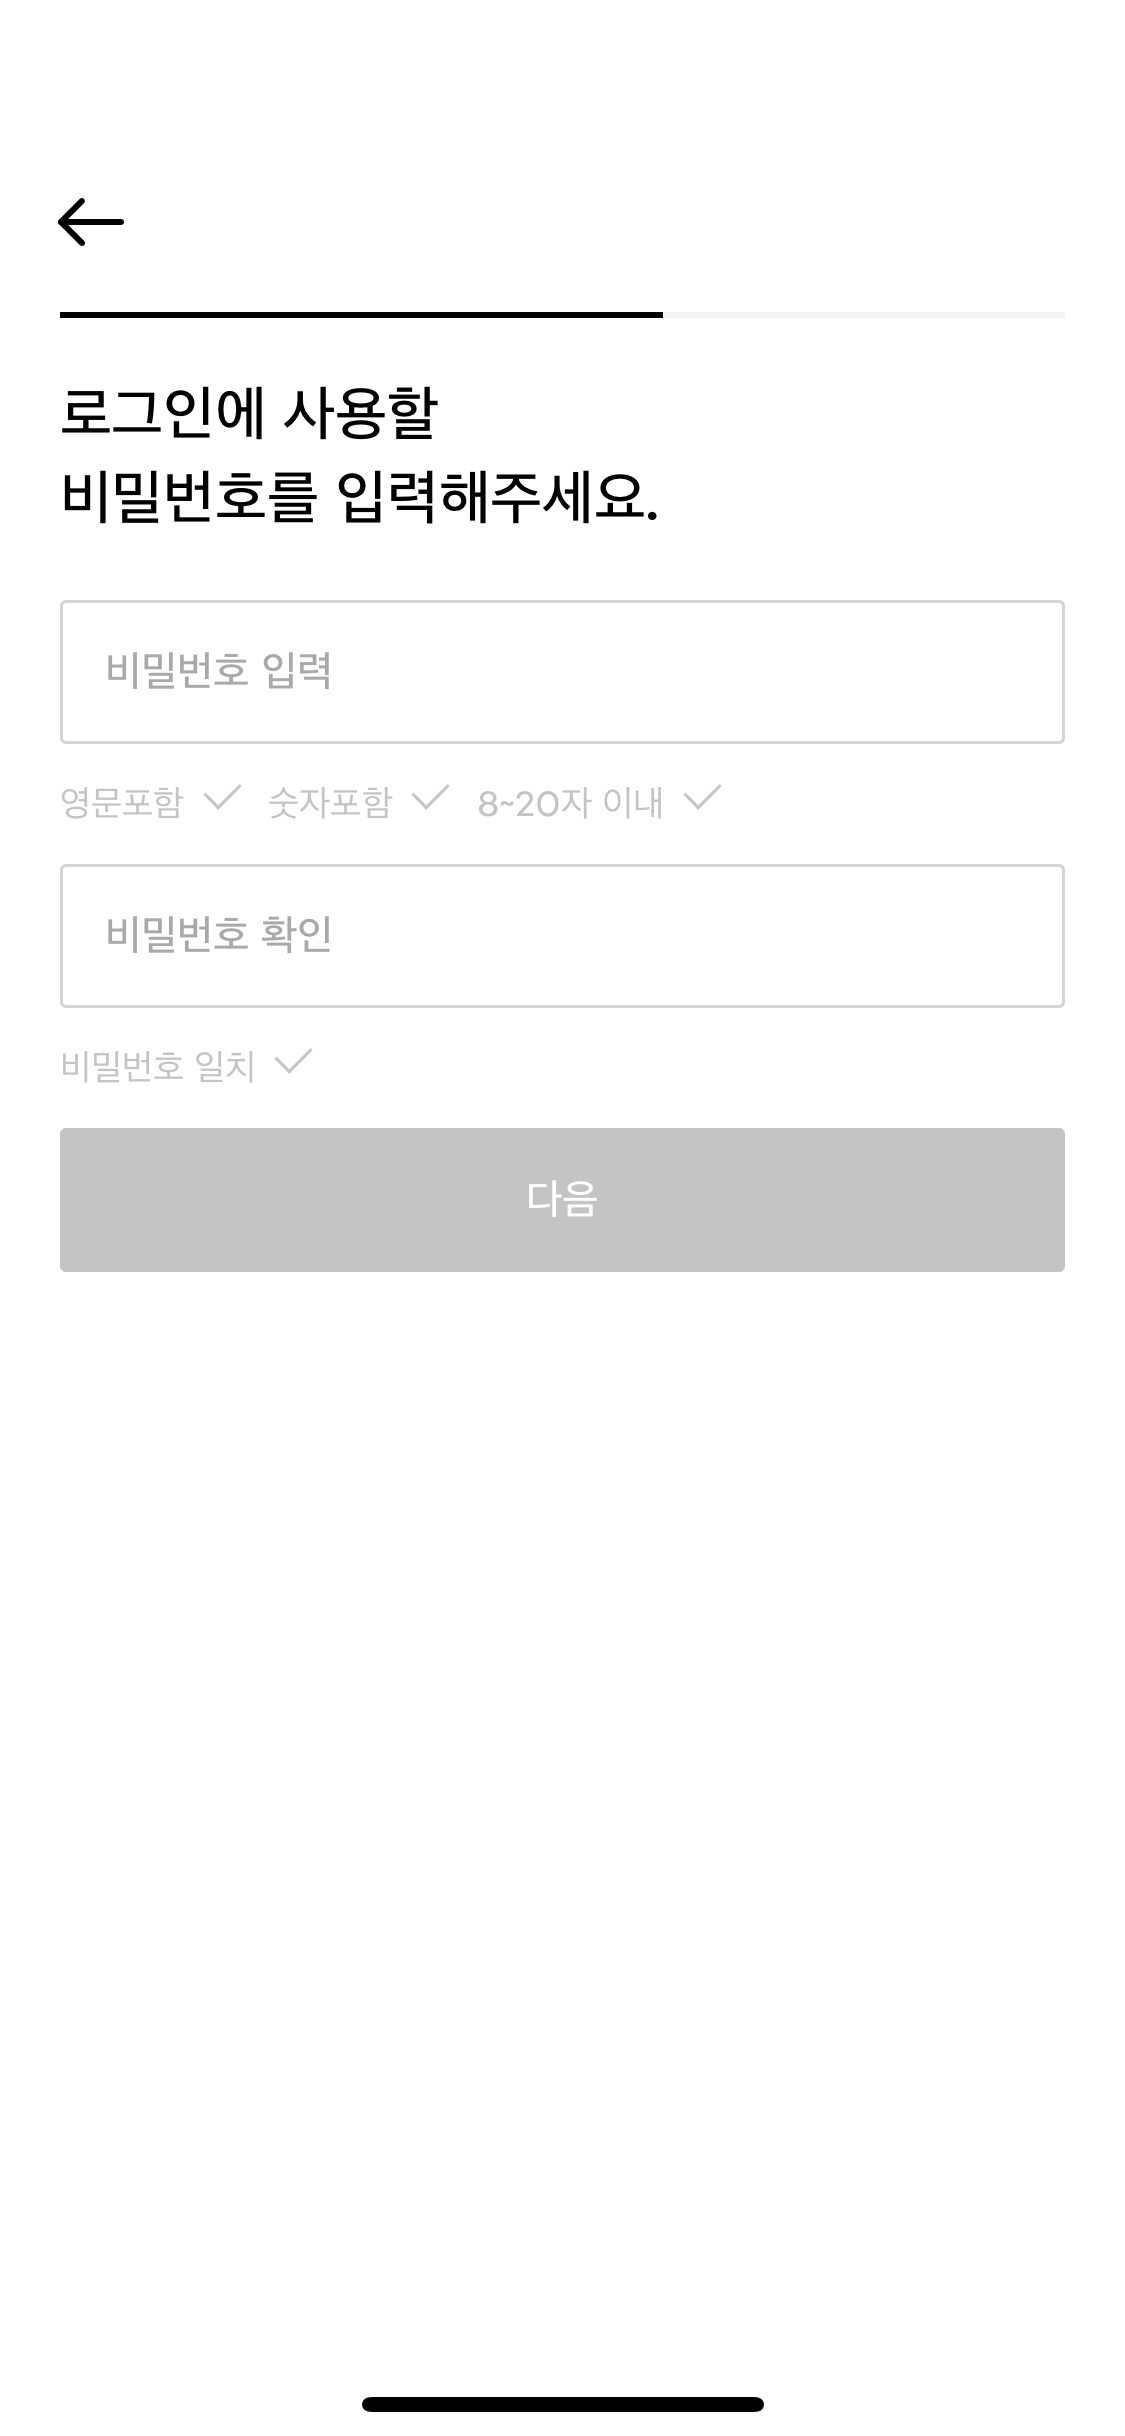 로그인에 사용할
비밀번호를 입력해주세요.
비밀번호 입력
영문포함 숫자포함 8~20자 이내
비밀번호 확인
비밀번호 일치
다음